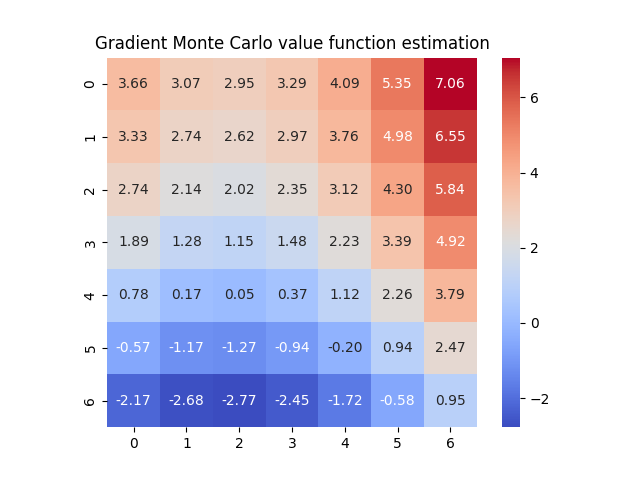 Gradient Monte Carlo value function estimation
0 3.66 3.07 2.95 3.29 4.09 5.35 7.06
1 3.33 2.74 2.62 2.97 3.76 4.98 6.55
2 2.74 2.14 2.02 2.35 3.12 4.30 5.84
3 1.89 1.28 1.15 1.48 2.23 3.39 4.92
4 0.78 0.17 0.05 0.37 1.12 2.26 3.79
5 -0.57 -1.17 -1.27 -0.94 -0.20 0.94 2.47
6 -2.17 -2.68 -2.77 -2.45 -1.72 -0.58 0.95
0 1 2 3 4 5 6
6
4
2
0
−2